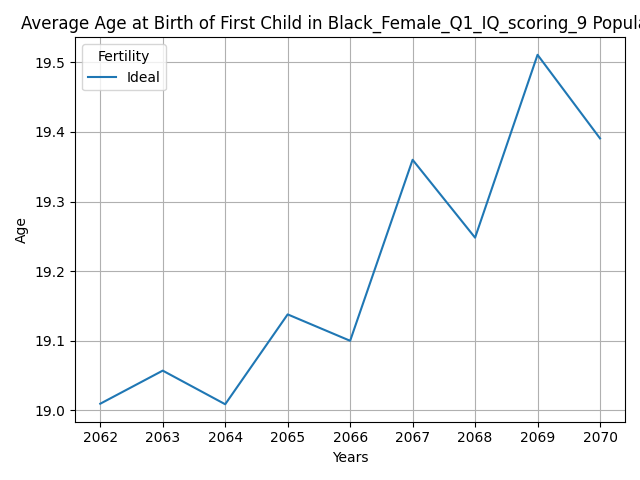 Average Age at Birth of First Child in Black_Female_Q1_IQ_scoring_9 Popula
Fertility
Ideal
19.5
19.4
19.3
19.2
19.1
19.0
Age
2062 2063 2064 2065 2066 2067 2068 2069 2070
Years